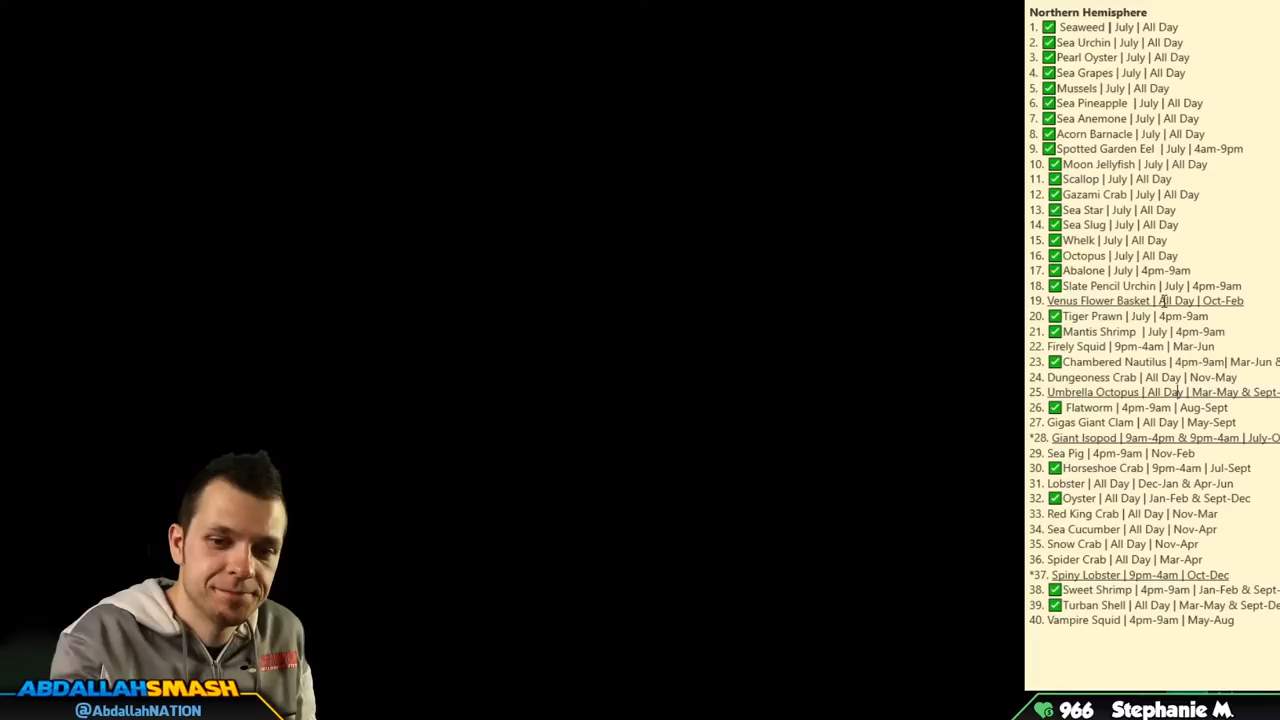 Northern Hemisphere
1. ✅ Seaweed | July | All Day
2. ✅ Sea Urchin | July | All Day
3. ✅ Pearl Oyster | July | All Day
4. ✅ Sea Grapes | July | All Day
5. ✅ Mussels | July | All Day
6. ✅ Sea Pineapple | July | All Day
7. ✅ Sea Anemone | July | All Day
8. ✅ Acorn Barnacle | July | All Day
9. ✅ Spotted Garden Eel | July | 4am-9pm
10. ✅ Moon Jellyfish | July | All Day
11. ✅ Scallop | July | All Day
12. ✅ Gazami Crab | July | All Day
13. ✅ Sea Star | July | All Day
14. ✅ Sea Slug | July | All Day
15. ✅ Whelk | July | All Day
16. ✅ Octopus | July | All Day
17. ✅ Abalone | July | 4pm-9am
18. ✅ Slate Pencil Urchin | July | 4pm-9am
19. Venus Flower Basket | All Day | Oct-Feb
20. ✅ Tiger Prawn | July | 4pm-9am
21. ✅ Mantis Shrimp | July | 4pm-9am
22. Firely Squid | 9pm-4am | Mar-Jun
23. ✅ Chambered Nautilus | 4pm-9am| Mar-Jun &
24. Dungeoness Crab | All Day | Nov-May
25. Umbrella Octopus | All Day | Mar-May & Sept-
26. ✅ Flatworm | 4pm-9am | Aug-Sept
27. Gigas Giant Clam | All Day | May-Sept
*28. Giant Isopod | 9am-4pm & 9pm-4am | July-O
29. Sea Pig | 4pm-9am | Nov-Feb
30. ✅ Horseshoe Crab | 9pm-4am | Jul-Sept
31. Lobster | All Day | Dec-Jan & Apr-Jun
32. ✅ Oyster | All Day | Jan-Feb & Sept-Dec
33. Red King Crab | All Day | Nov-Mar
34. Sea Cucumber | All Day | Nov-Apr
35. Snow Crab | All Day | Nov-Apr
36. Spider Crab | All Day | Mar-Apr
*37. Spiny Lobster | 9pm-4am | Oct-Dec
38. ✅ Sweet Shrimp | 4pm-9am | Jan-Feb & Sept-
39. ✅ Turban Shell | All Day | Mar-May & Sept-De
40. Vampire Squid | 4pm-9am | May-Aug
ABDALLAHSMASH
@AbdallahNATION
966 Stephanie M.